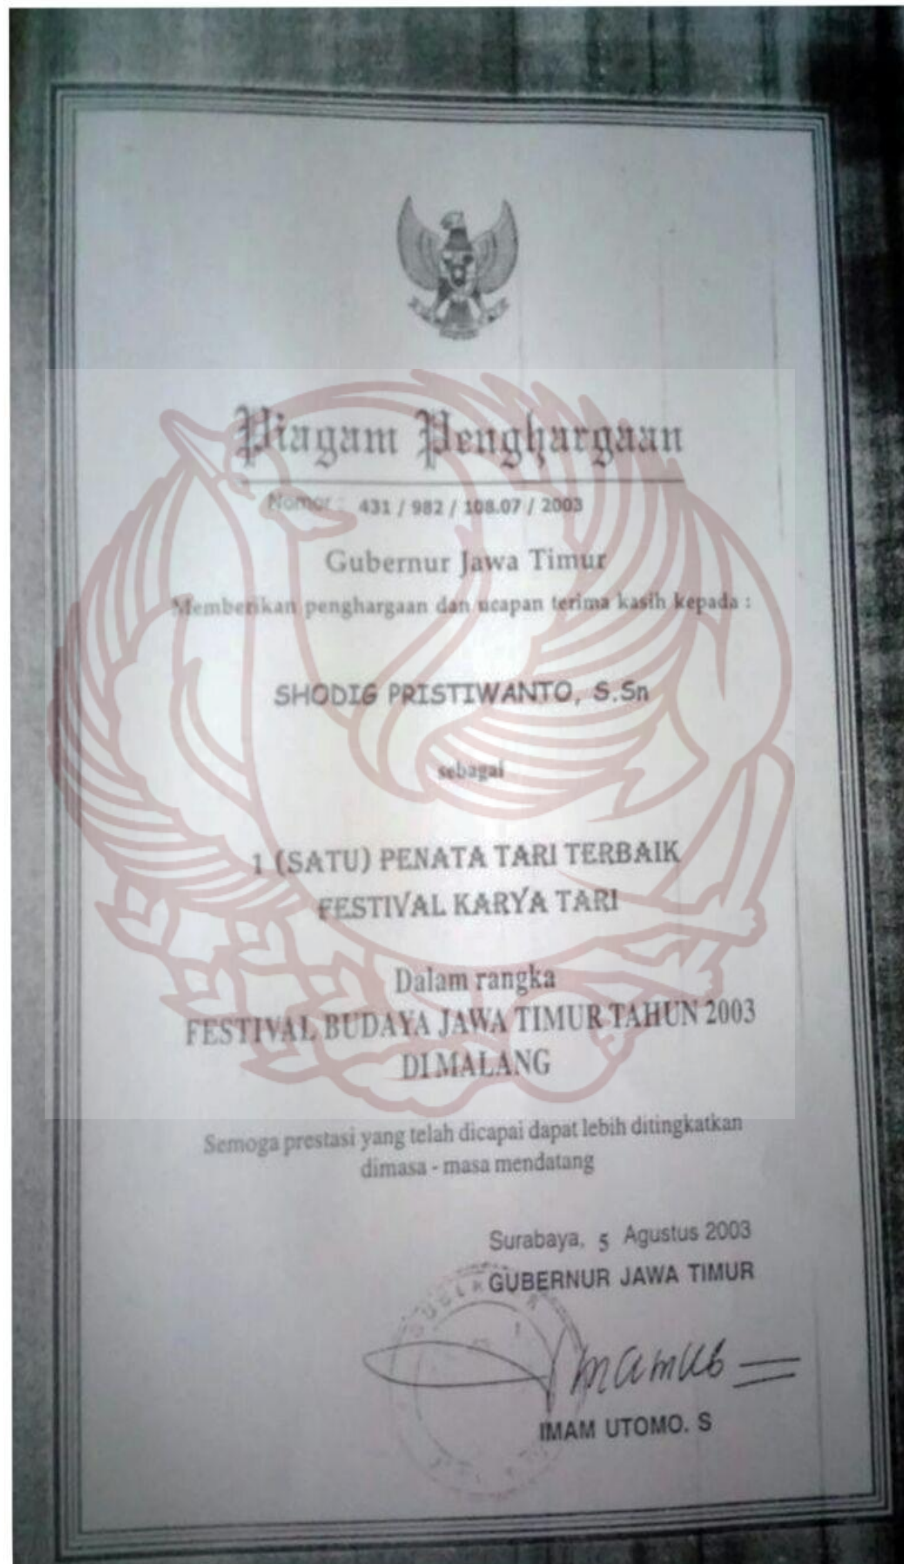 Piagam Penghargaan
Nomor : 431 / 982 / 108.07 / 2003
Gubernur Jawa Timur
Memberikan penghargaan dan ucapan terima kasih kepada :
SHODIG PRISTIWANTO, S.Sn
sebagai
1 (SATU) PENATA TARI TERBAIK
FESTIVAL KARYA TARI
Dalam rangka
FESTIVAL BUDAYA JAWA TIMUR TAHUN 2003
DI MALANG
Semoga prestasi yang telah dicapai dapat lebih ditingkatkan
dimasa - masa mendatang
Surabaya, 5 Agustus 2003
GUBERNUR JAWA TIMUR
IMAM UTOMO. S